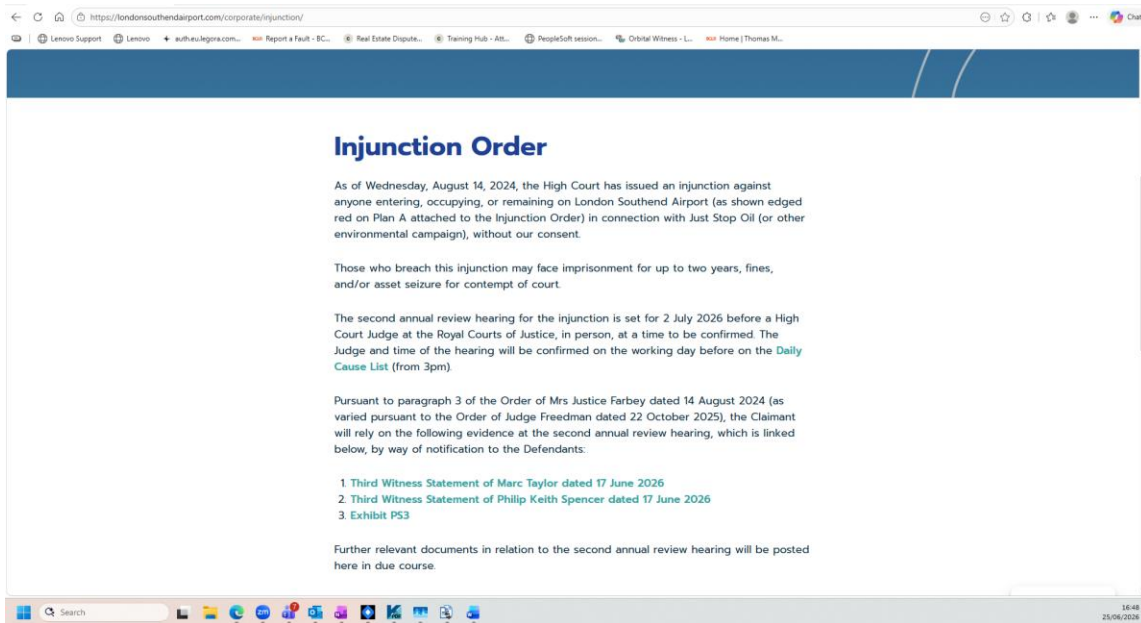 https://londonsouthendairport.com/corporate/injunction/
Chat
Lenovo Support Lenovo auth.eu.legora.com... Report a Fault - BC... Real Estate Dispute... Training Hub - Att... PeopleSoft session... Orbital Witness - L... Home | Thomas M...
Injunction Order
As of Wednesday, August 14, 2024, the High Court has issued an injunction against
anyone entering, occupying, or remaining on London Southend Airport (as shown edged
red on Plan A attached to the Injunction Order) in connection with Just Stop Oil (or other
environmental campaign), without our consent.
Those who breach this injunction may face imprisonment for up to two years, fines,
and/or asset seizure for contempt of court.
The second annual review hearing for the injunction is set for 2 July 2026 before a High
Court Judge at the Royal Courts of Justice, in person, at a time to be confirmed. The
Judge and time of the hearing will be confirmed on the working day before on the Daily
Cause List (from 3pm).
Pursuant to paragraph 3 of the Order of Mrs Justice Farbey dated 14 August 2024 (as
varied pursuant to the Order of Judge Freedman dated 22 October 2025), the Claimant
will rely on the following evidence at the second annual review hearing, which is linked
below, by way of notification to the Defendants:
1. Third Witness Statement of Marc Taylor dated 17 June 2026
2. Third Witness Statement of Philip Keith Spencer dated 17 June 2026
3. Exhibit PS3
Further relevant documents in relation to the second annual review hearing will be posted
here in due course.
Search
16:48
25/06/2026